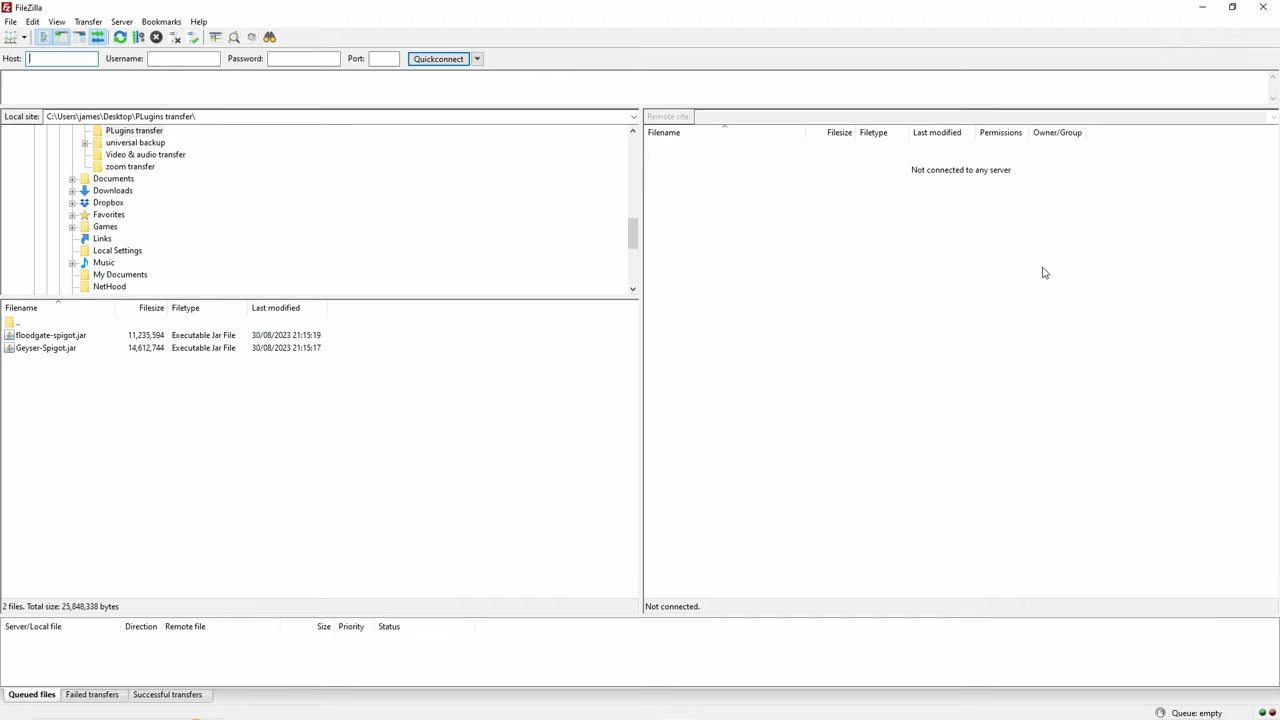 FileZilla
File Edit View Transfer Server Bookmarks Help
Host: Username: Password: Port: Quickconnect
Local site: C:\Users\james\Desktop\PLugins transfer\
PLugins transfer
universal backup
Video & audio transfer
zoom transfer
Documents
Downloads
Dropbox
Favorites
Games
Links
Local Settings
Music
My Documents
NetHood
Filename Filesize Filetype Last modified
..
floodgate-spigot.jar 11,235,594 Executable Jar File 30/08/2023 21:15:19
Geyser-Spigot.jar 14,612,744 Executable Jar File 30/08/2023 21:15:17
2 files. Total size: 25,848,338 bytes
Remote site:
Filename Filesize Filetype Last modified Permissions Owner/Group
Not connected to any server
Not connected.
Server/Local file Direction Remote file Size Priority Status
Queued files Failed transfers Successful transfers
Queue: empty